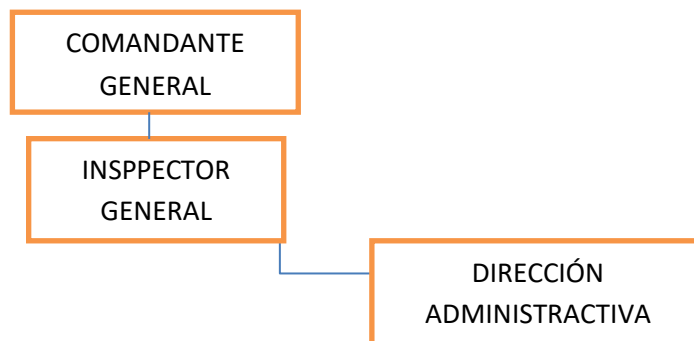 COMANDANTE
GENERAL
INSPPECTOR
GENERAL
DIRECCIÓN
ADMINISTRACTIVA